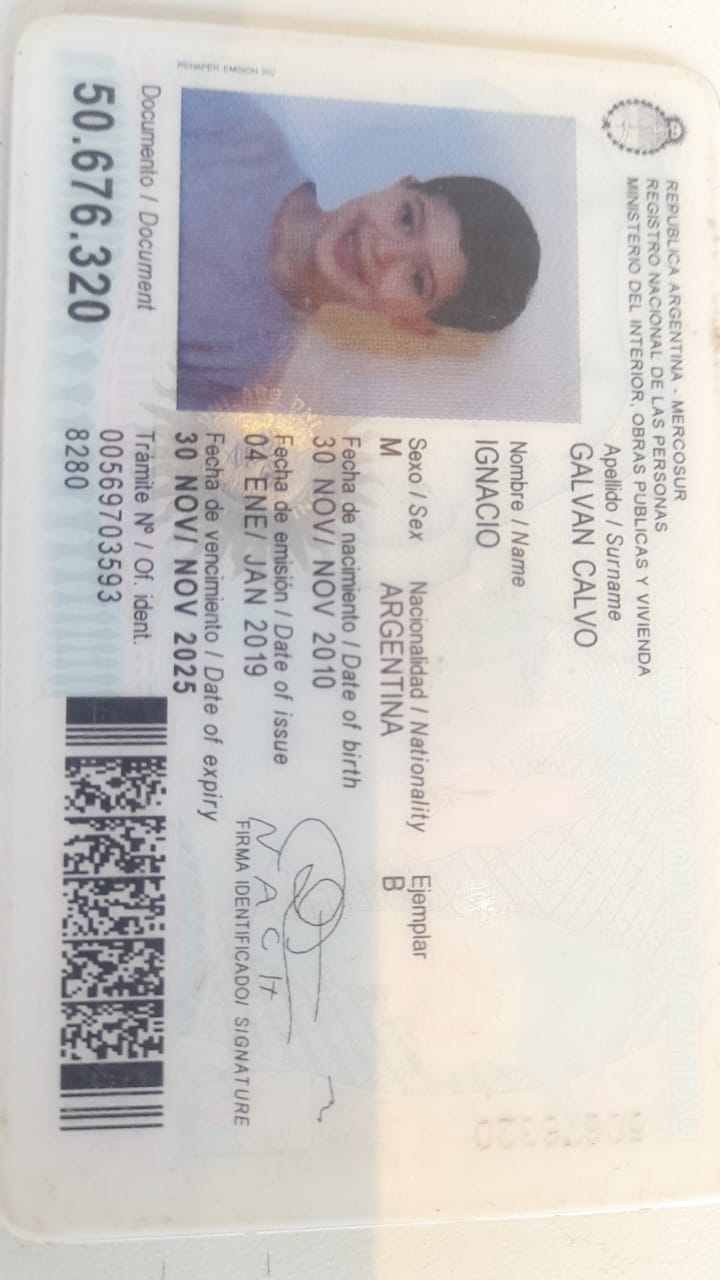 RENAPER EMISION 002
REPUBLICA ARGENTINA - MERCOSUR
REGISTRO NACIONAL DE LAS PERSONAS
MINISTERIO DEL INTERIOR, OBRAS PUBLICAS Y VIVIENDA
Apellido / Surname
GALVAN CALVO
Nombre / Name
IGNACIO
Sexo / Sex Nacionalidad / Nationality Ejemplar
M ARGENTINA B
Fecha de nacimiento / Date of birth
30 NOV/ NOV 2010
Fecha de emisión / Date of issue
04 ENE/ JAN 2019
Fecha de vencimiento / Date of expiry
30 NOV/ NOV 2025
NACH
FIRMA IDENTIFICADO/ SIGNATURE
Documento / Document
50.676.320
Trámite Nº / Of. ident.
00569703593
8280